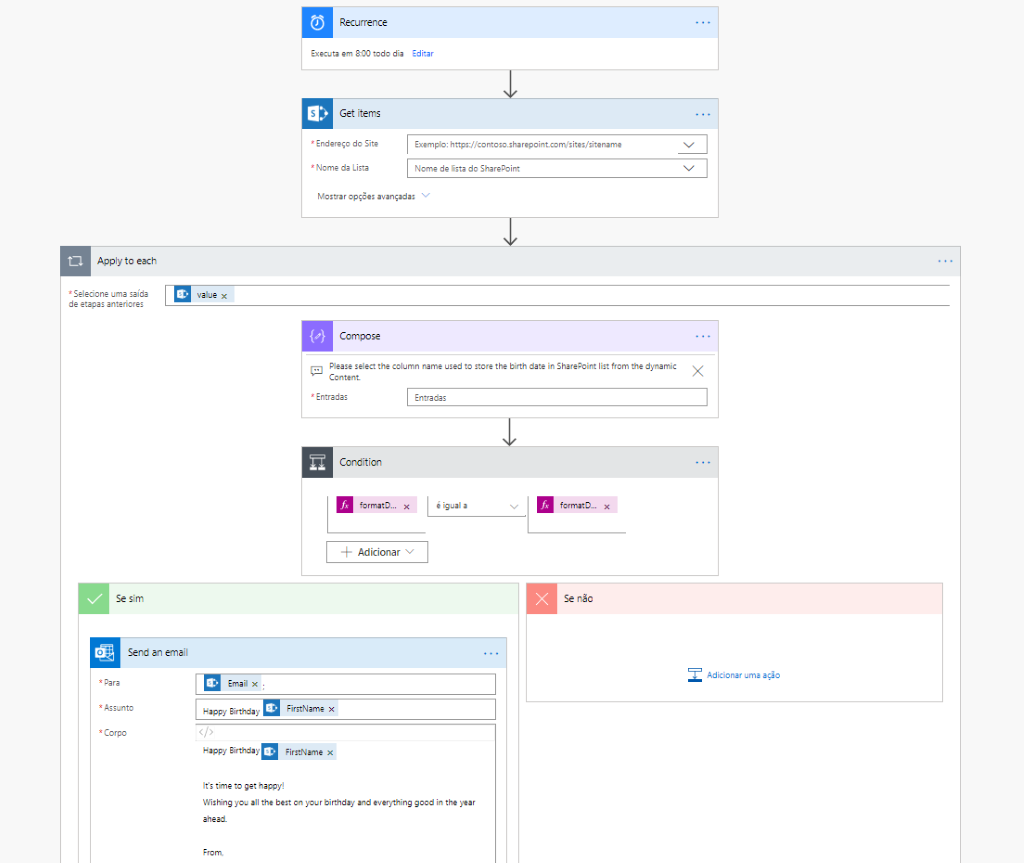 Recurrence
Executa em 8:00 todo dia Editar
Get items
* Endereço do Site
Exemplo: https://contoso.sharepoint.com/sites/sitename
* Nome da Lista
Nome de lista do SharePoint
Mostrar opções avançadas
Apply to each
* Selecione uma saída
de etapas anteriores
value x
Compose
Please select the column name used to store the birth date in SharePoint list from the dynamic
Content.
* Entradas
Entradas
Condition
formatD... x
é igual a
formatD... x
+ Adicionar
Se sim
Se não
Send an email
Adicionar uma ação
* Para
Email x ;
* Assunto
Happy Birthday FirstName x
* Corpo
</>
Happy Birthday FirstName x
It's time to get happy!
Wishing you all the best on your birthday and everything good in the year
ahead.
From,